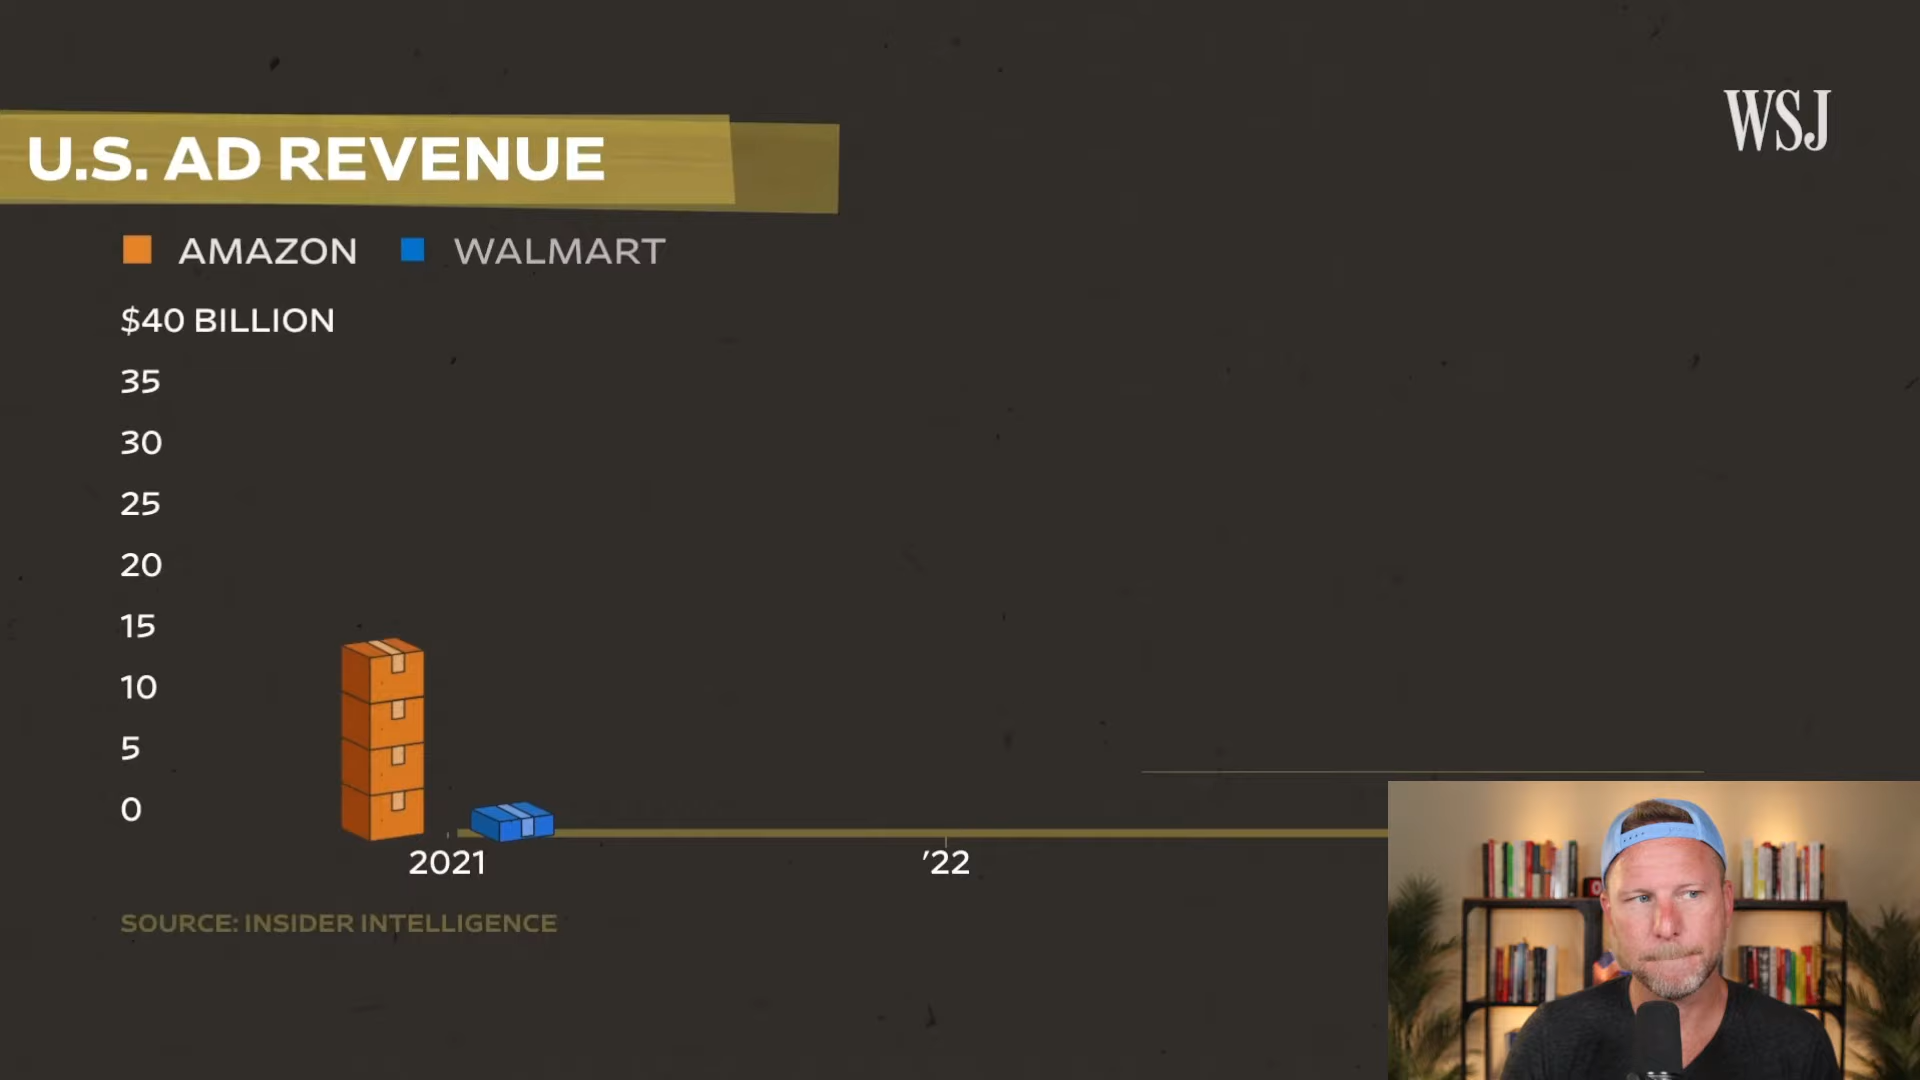 WSJ
U.S. AD REVENUE
AMAZON WALMART
$40 BILLION
35
30
25
20
15
10
5
0
2021 ’22
SOURCE: INSIDER INTELLIGENCE